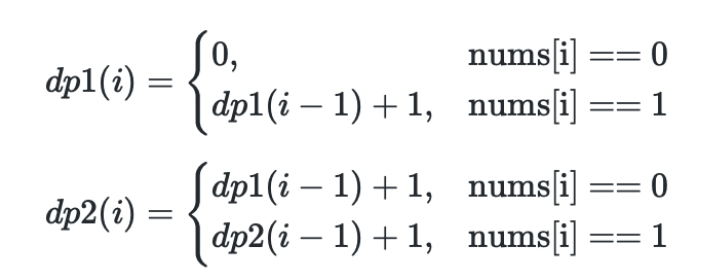 dp1(i) = { 0, nums[i] == 0
dp1(i − 1) + 1, nums[i] == 1
dp2(i) = { dp1(i − 1) + 1, nums[i] == 0
dp2(i − 1) + 1, nums[i] == 1